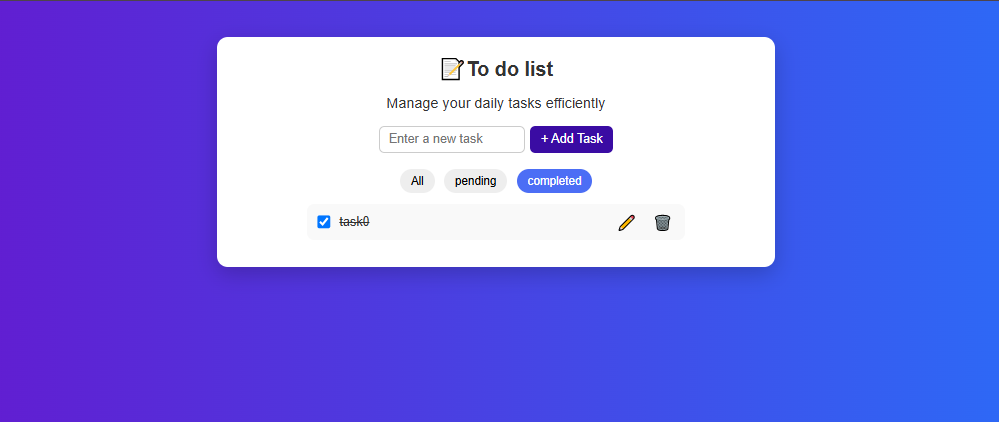 To do list
Manage your daily tasks efficiently
Enter a new task + Add Task
All pending completed
task0